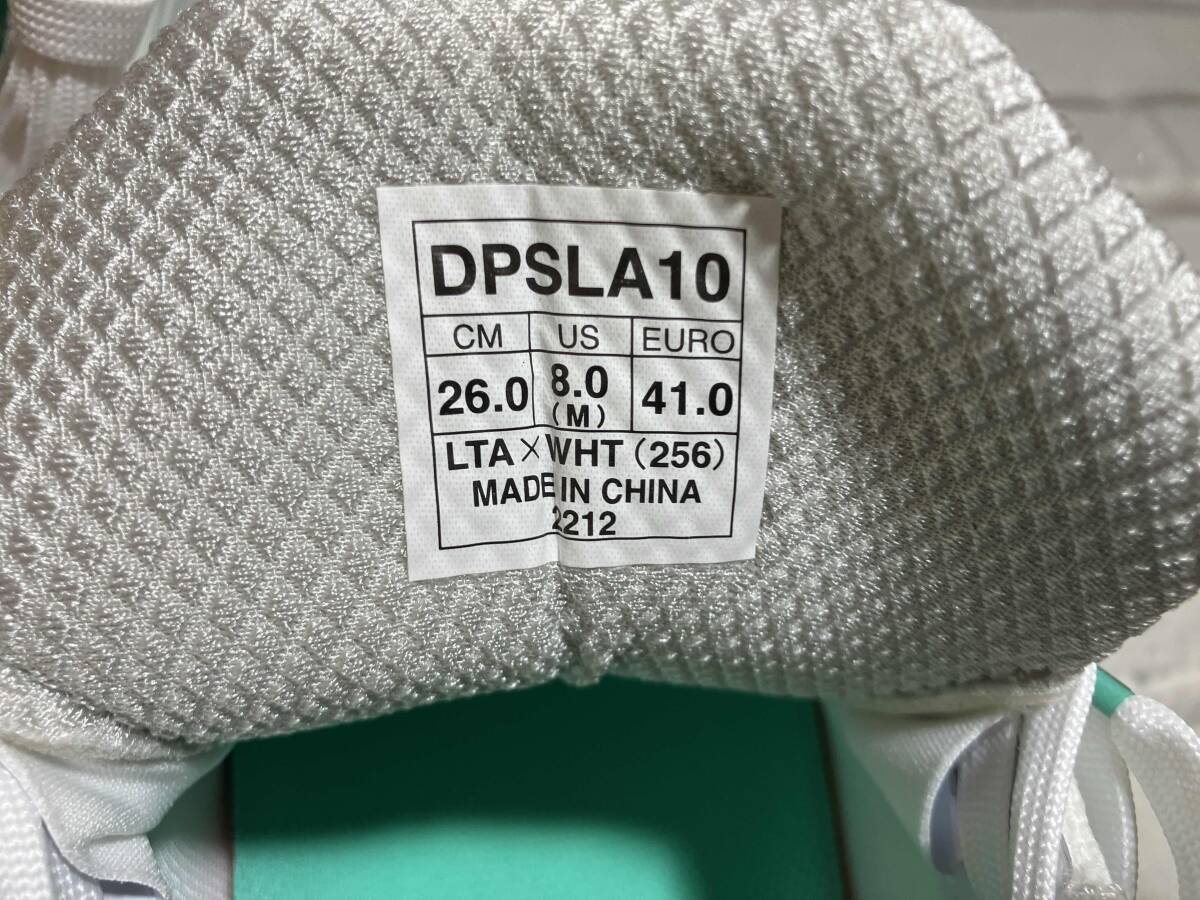 DPSLA10
CM US EURO
26.0 8.0 (M) 41.0
LTA×WHT (256)
MADE IN CHINA
2212